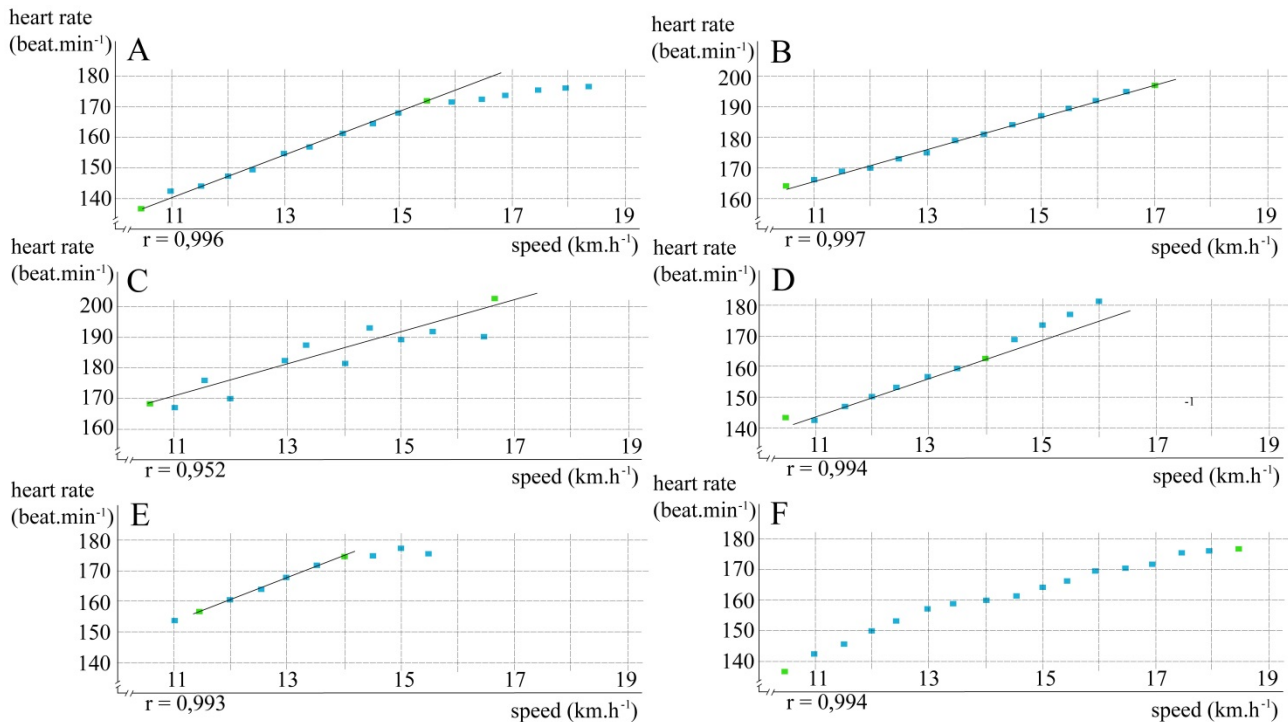 heart rate
(beat.min⁻¹)
A
180
170
160
150
140
11 13 15 17 19
r = 0,996
speed (km.h⁻¹)
heart rate
(beat.min⁻¹)
B
200
190
180
170
160
11 13 15 17 19
r = 0,997
speed (km.h⁻¹)
heart rate
(beat.min⁻¹)
C
200
190
180
170
160
11 13 15 17 19
r = 0,952
speed (km.h⁻¹)
heart rate
(beat.min⁻¹)
D
180
170
160
150
140
-1
11 13 15 17 19
r = 0,994
speed (km.h⁻¹)
heart rate
(beat.min⁻¹)
E
180
170
160
150
140
11 13 15 17 19
r = 0,993
speed (km.h⁻¹)
heart rate
(beat.min⁻¹)
F
180
170
160
150
140
11 13 15 17 19
r = 0,994
speed (km.h⁻¹)